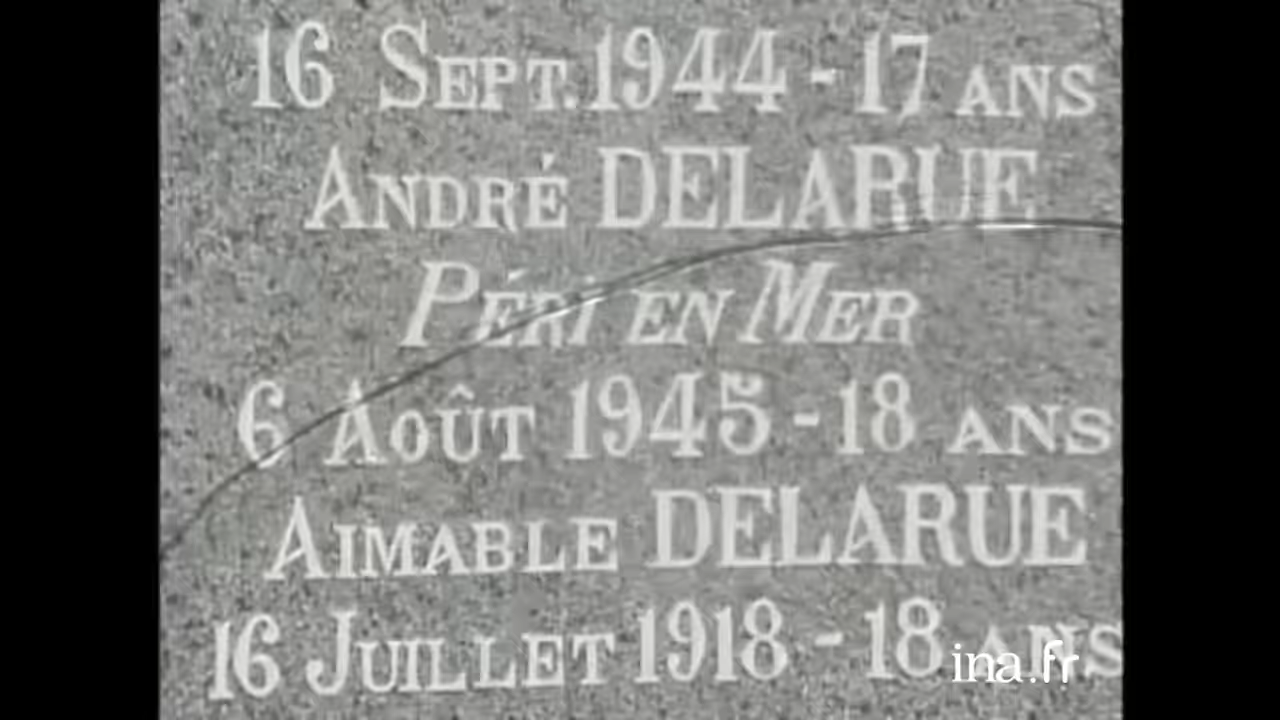 16 Sept. 1944 - 17 ans
André DELARUE
Péri en Mer
6 Août 1945 - 18 ans
Aimable DELARUE
16 Juillet 1918 - 18 ans
ina.fr